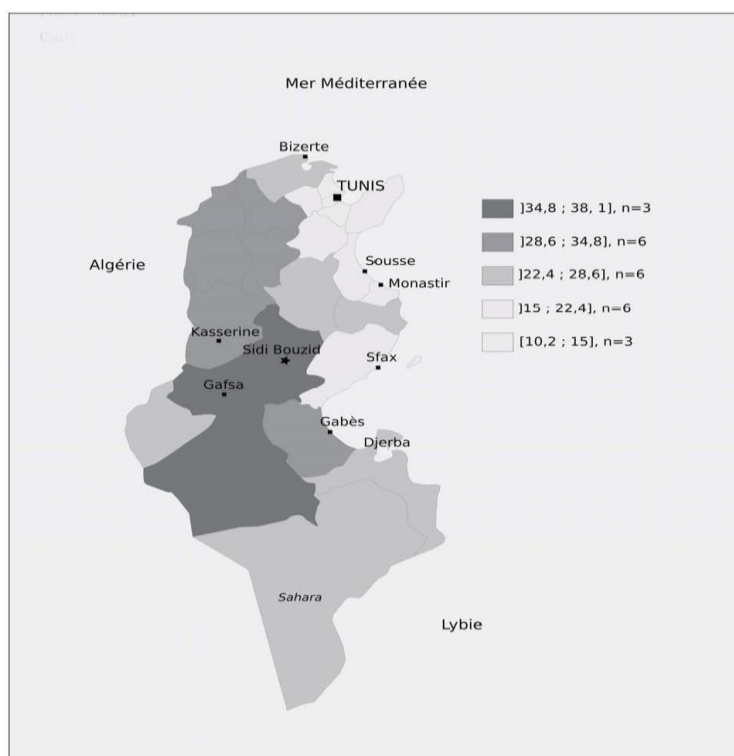 Mer Méditerranée
Bizerte
TUNIS
]34,8 ; 38, 1], n=3
]28,6 ; 34,8], n=6
Algérie
Sousse
]22,4 ; 28,6], n=6
Monastir
]15 ; 22,4], n=6
Kasserine
[10,2 ; 15], n=3
Sidi Bouzid
Sfax
Gafsa
Gabès
Djerba
Sahara
Lybie